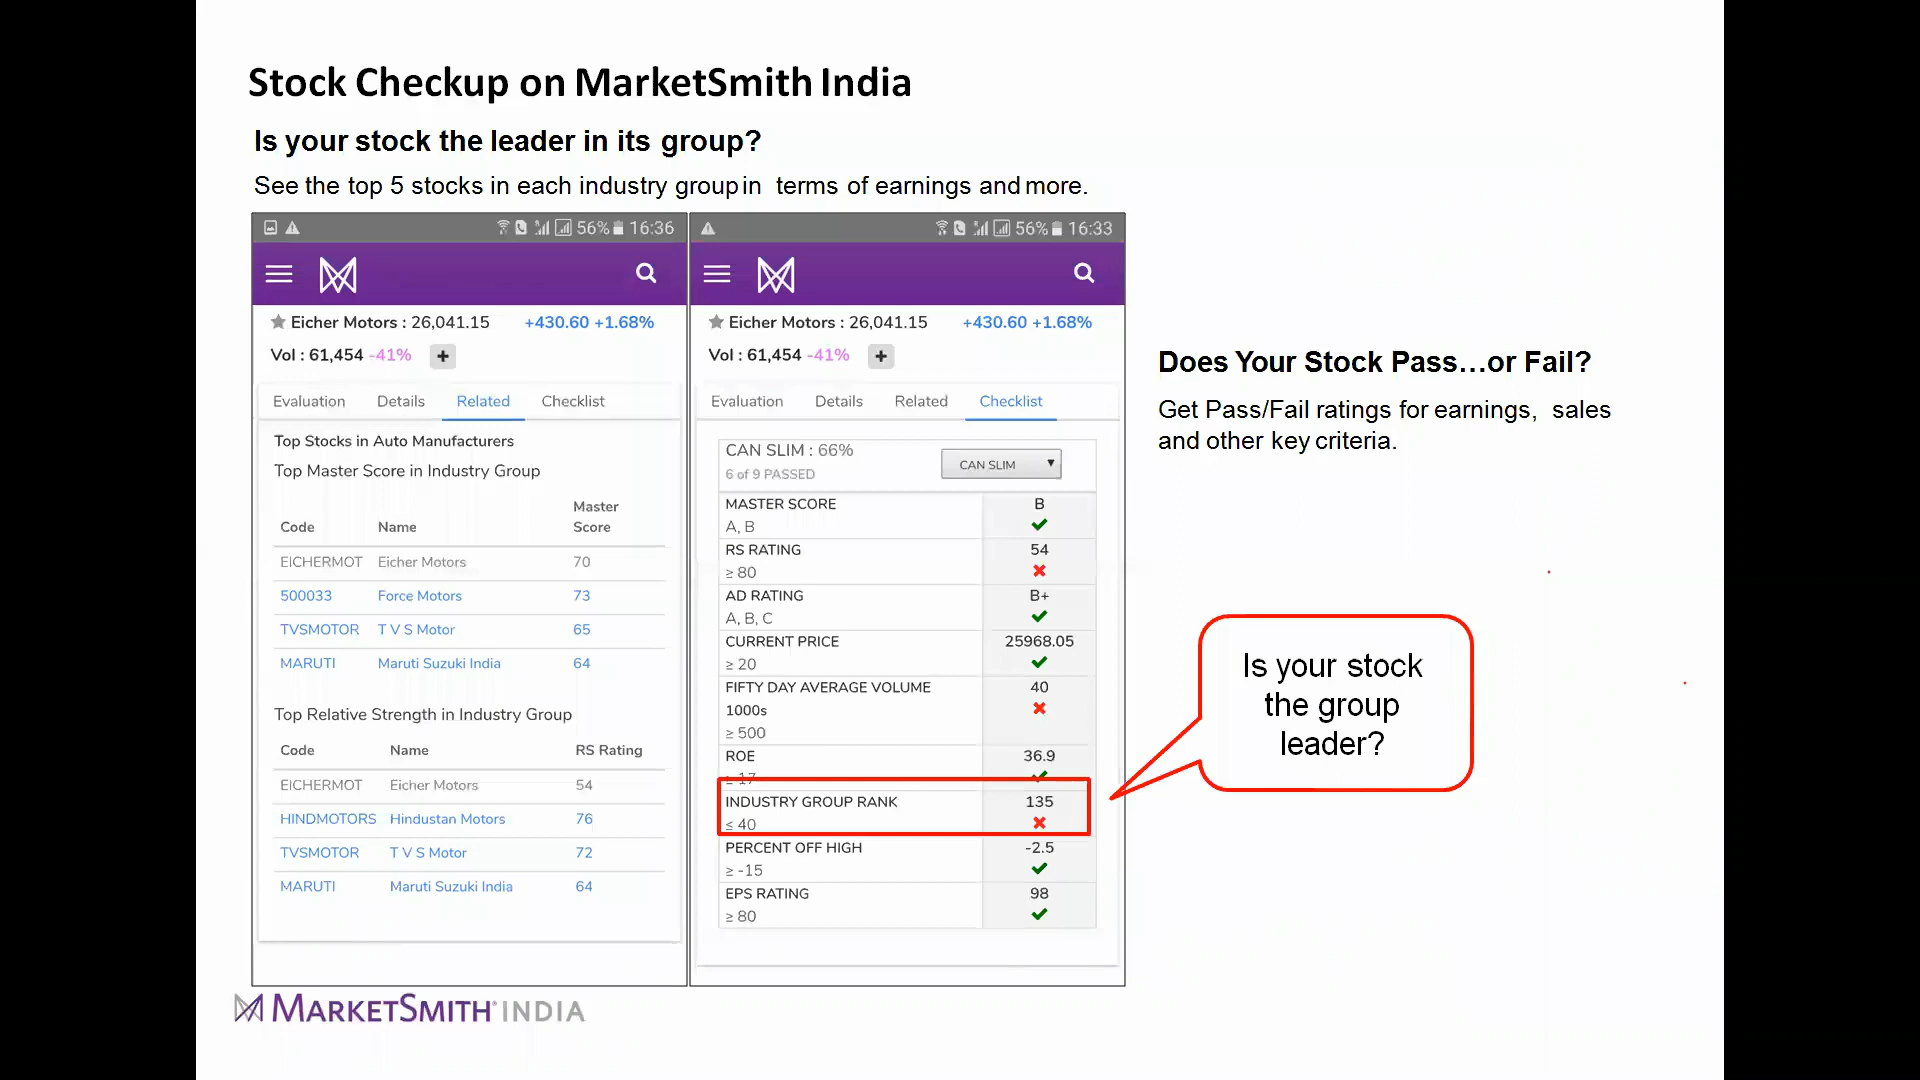 Stock Checkup on MarketSmith India
Is your stock the leader in its group?
See the top 5 stocks in each industry group in terms of earnings and more.
56% 16:36
Eicher Motors : 26,041.15 +430.60 +1.68%
Vol : 61,454 -41% +
Evaluation Details Related Checklist
Top Stocks in Auto Manufacturers
Top Master Score in Industry Group
Code Name Master Score
EICHERMOT Eicher Motors 70
500033 Force Motors 73
TVSMOTOR T V S Motor 65
MARUTI Maruti Suzuki India 64
Top Relative Strength in Industry Group
Code Name RS Rating
EICHERMOT Eicher Motors 54
HINDMOTORS Hindustan Motors 76
TVSMOTOR T V S Motor 72
MARUTI Maruti Suzuki India 64
56% 16:33
Eicher Motors : 26,041.15 +430.60 +1.68%
Vol : 61,454 -41% +
Evaluation Details Related Checklist
CAN SLIM : 66%
6 of 9 PASSED
CAN SLIM
MASTER SCORE B
A, B
RS RATING 54
≥ 80
AD RATING B+
A, B, C
CURRENT PRICE 25968.05
≥ 20
FIFTY DAY AVERAGE VOLUME 40
1000s
≥ 500
ROE 36.9
≥ 17
INDUSTRY GROUP RANK 135
≤ 40
PERCENT OFF HIGH -2.5
≥ -15
EPS RATING 98
≥ 80
Does Your Stock Pass...or Fail?
Get Pass/Fail ratings for earnings, sales
and other key criteria.
Is your stock
the group
leader?
MARKETSMITH INDIA